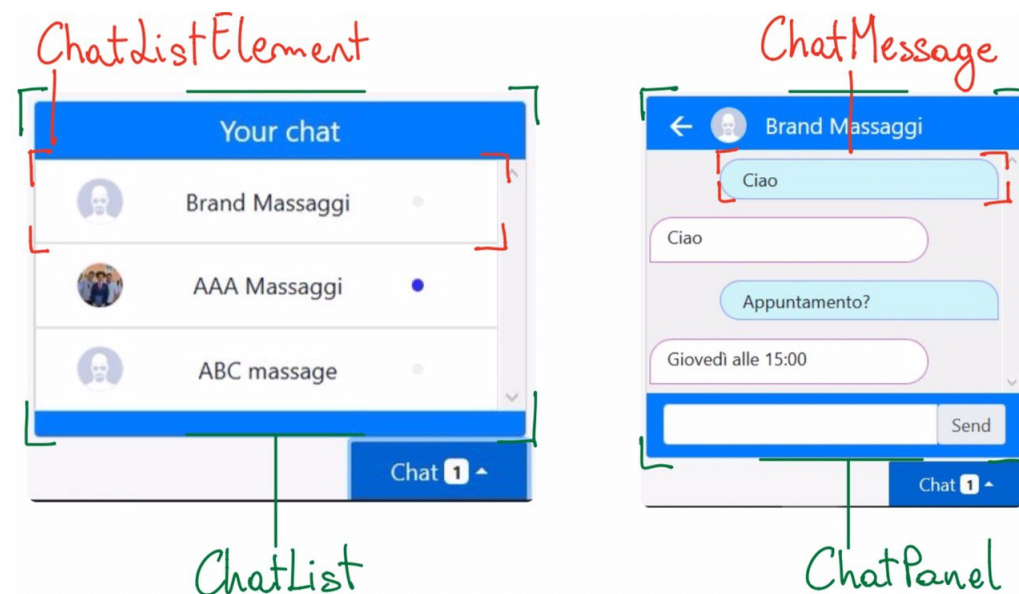 ChatListElement
ChatMessage
Your chat
Brand Massaggi
AAA Massaggi
ABC massage
Chat 1
ChatList
Brand Massaggi
Ciao
Ciao
Appuntamento?
Giovedì alle 15:00
Send
Chat 1
ChatPanel